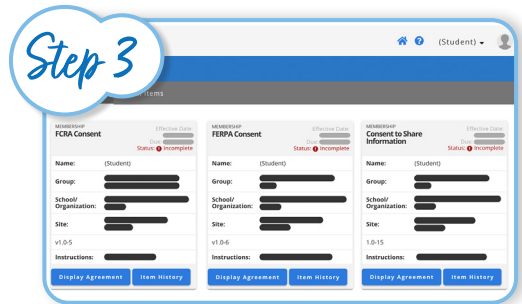 Step 3
(Student)
Items
MEMBERSHIP
FCRA Consent
Effective Date:
Due:
Status: Incomplete
Name: (Student)
Group:
School/
Organization:
Site:
v1.0-5
Instructions:
Display Agreement Item History
MEMBERSHIP
FERPA Consent
Effective Date:
Due:
Status: Incomplete
Name: (Student)
Group:
School/
Organization:
Site:
v1.0-6
Instructions:
Display Agreement Item History
MEMBERSHIP
Consent to Share
Information
Effective Date:
Due:
Status: Incomplete
Name: (Student)
Group:
School/
Organization:
Site:
1.0-15
Instructions:
Display Agreement Item History